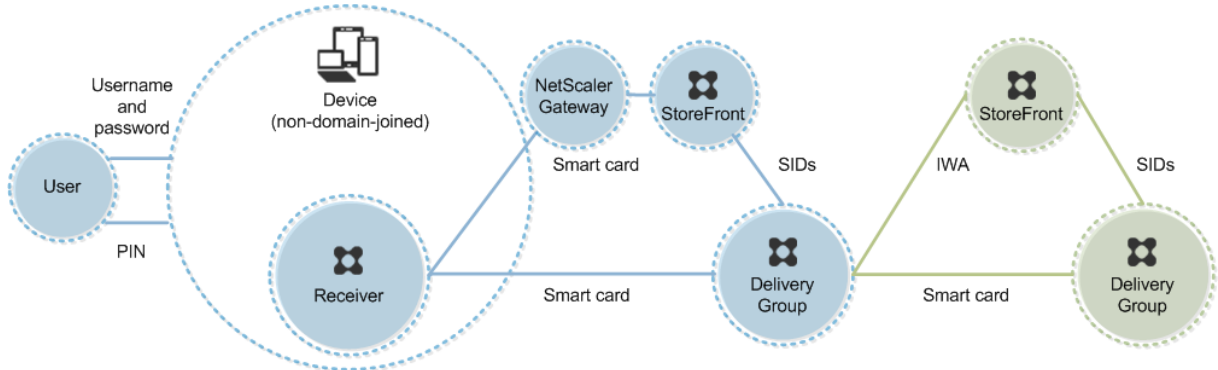 Username
and
password
User
PIN
Device
(non-domain-joined)
Receiver
NetScaler
Gateway
StoreFront
Smart card
SIDs
Smart card
Delivery
Group
IWA
StoreFront
SIDs
Smart card
Delivery
Group